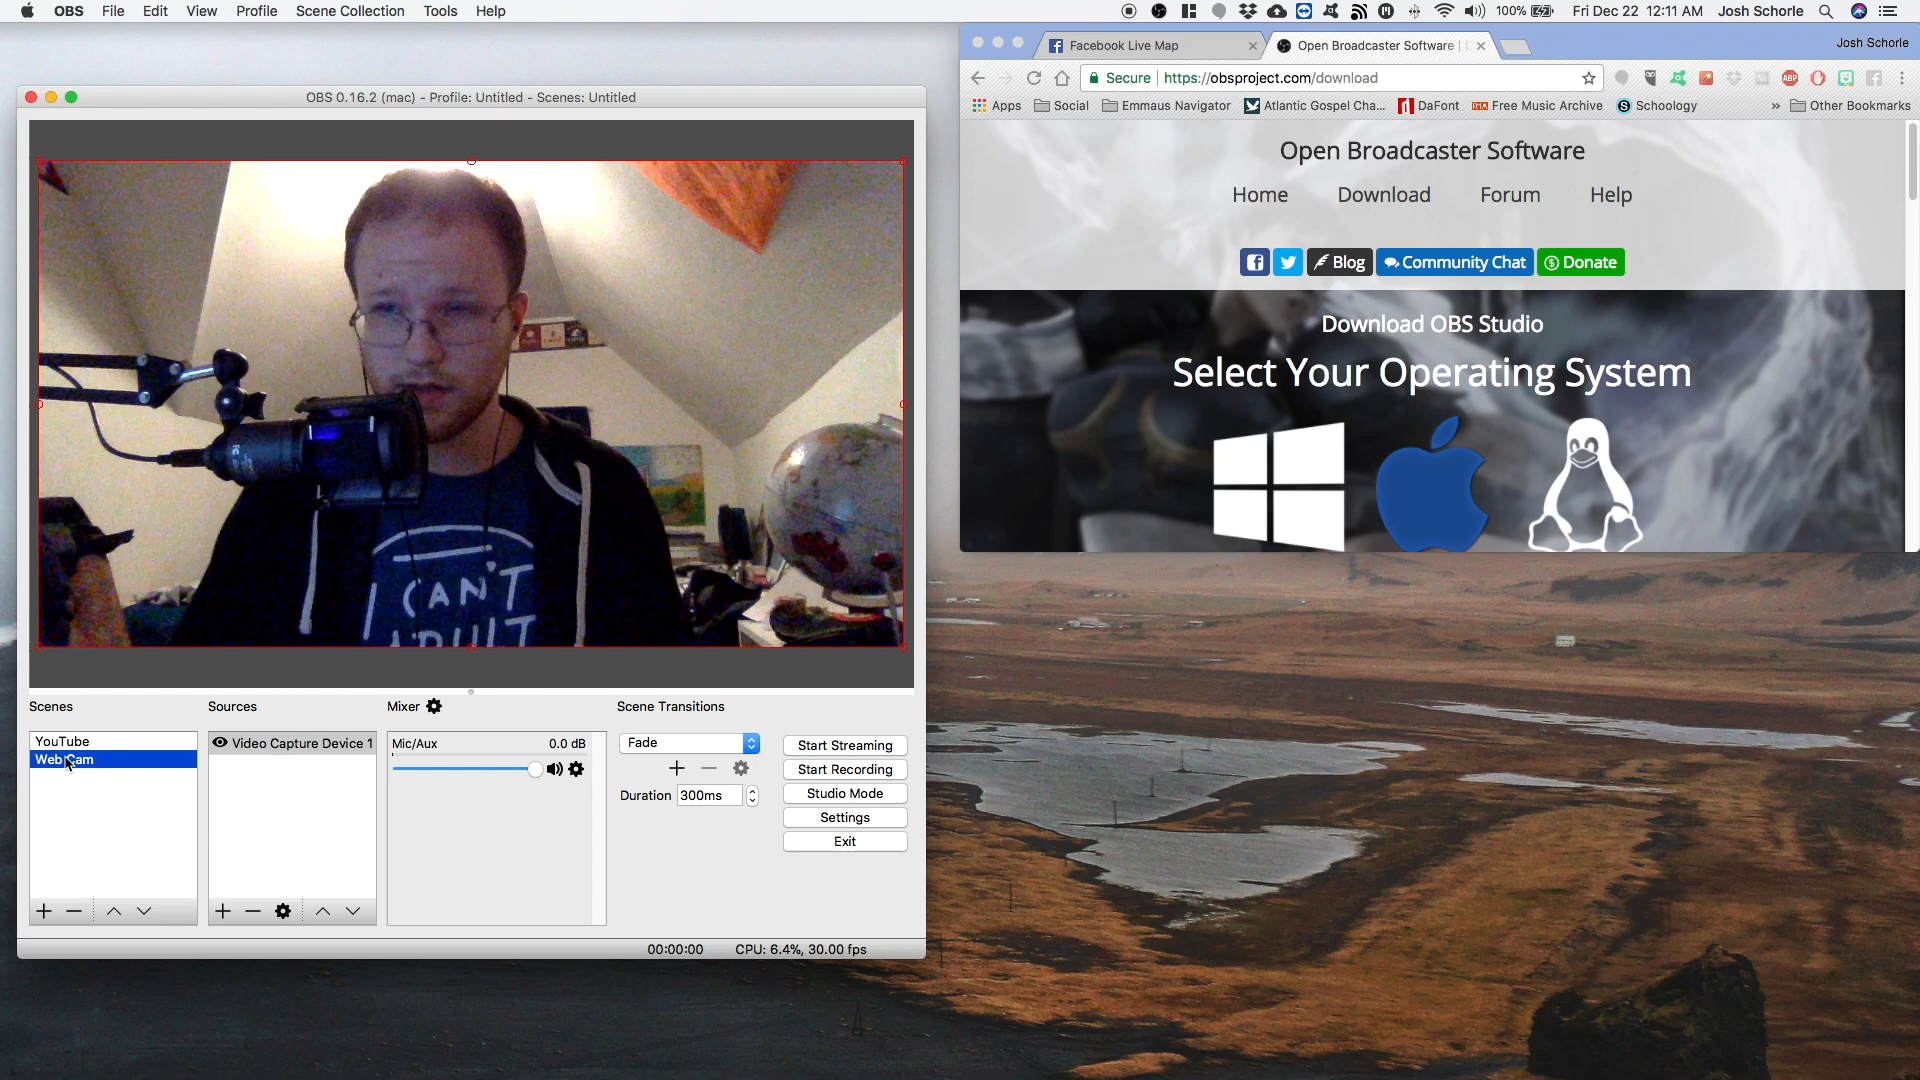 OBS File Edit View Profile Scene Collection Tools Help
100% Fri Dec 22 12:11 AM Josh Schorle
OBS 0.16.2 (mac) - Profile: Untitled - Scenes: Untitled
I CAN'T
ADULT
Scenes
YouTube
Web Cam
Sources
Video Capture Device 1
Mixer
Mic/Aux 0.0 dB
Scene Transitions
Fade
Duration 300ms
Start Streaming
Start Recording
Studio Mode
Settings
Exit
00:00:00 CPU: 6.4%, 30.00 fps
Facebook Live Map
Open Broadcaster Software |
Josh Schorle
Secure https://obsproject.com/download
ABP
Apps Social Emmaus Navigator Atlantic Gospel Cha... DaFont Free Music Archive Schoology » Other Bookmarks
Open Broadcaster Software
Home Download Forum Help
Blog Community Chat Donate
Download OBS Studio
Select Your Operating System